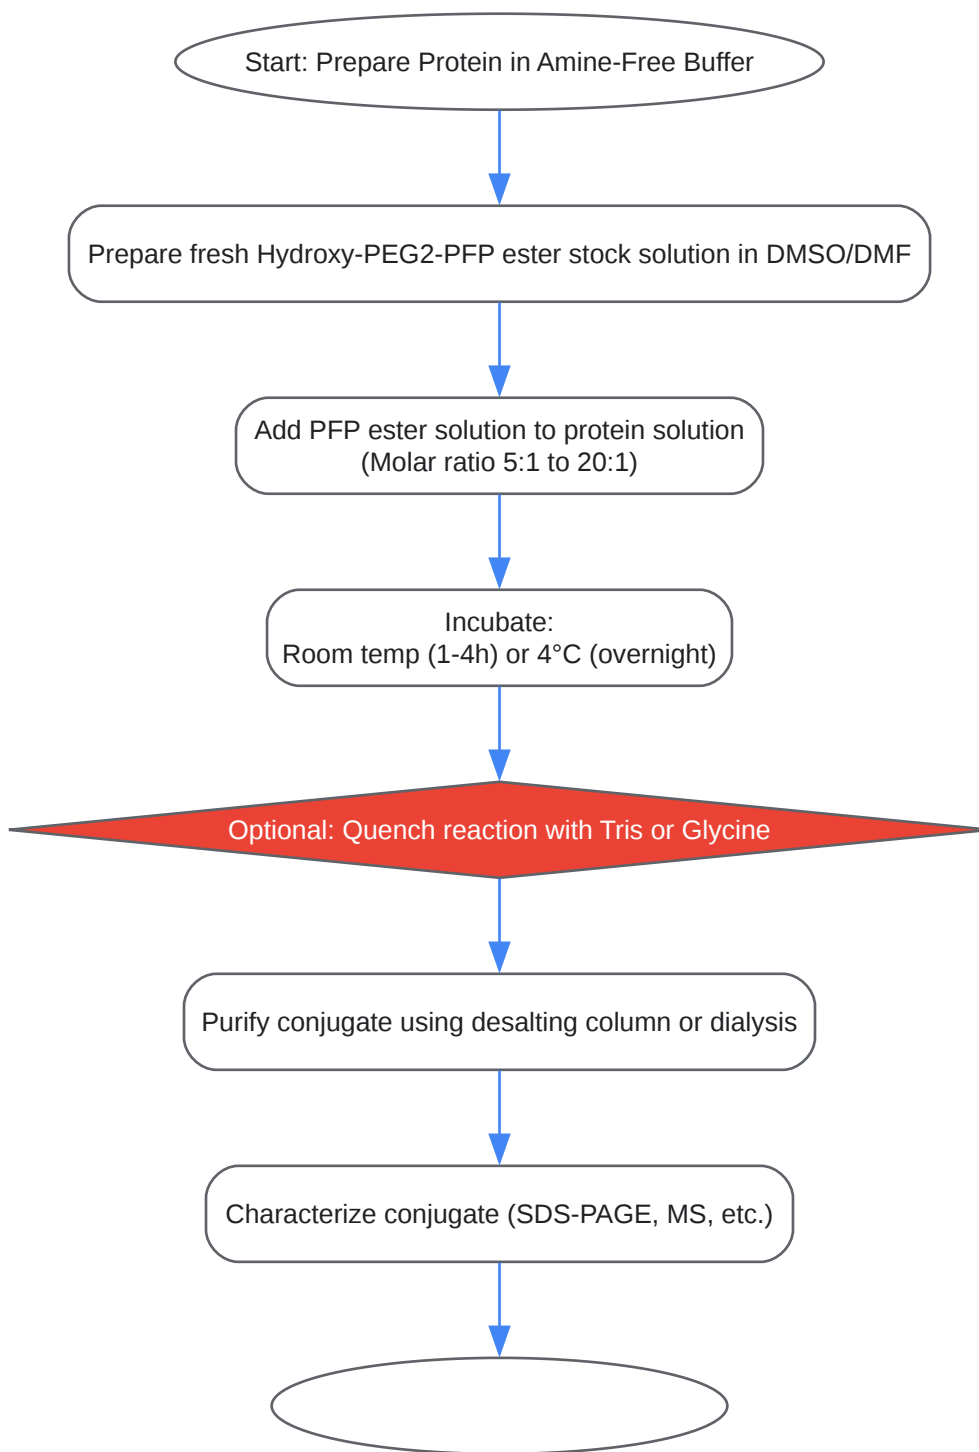 Start: Prepare Protein in Amine-Free Buffer
Prepare fresh Hydroxy-PEG2-PFP ester stock solution in DMSO/DMF
Add PFP ester solution to protein solution
(Molar ratio 5:1 to 20:1)
Incubate:
Room temp (1-4h) or 4°C (overnight)
Optional: Quench reaction with Tris or Glycine
Purify conjugate using desalting column or dialysis
Characterize conjugate (SDS-PAGE, MS, etc.)